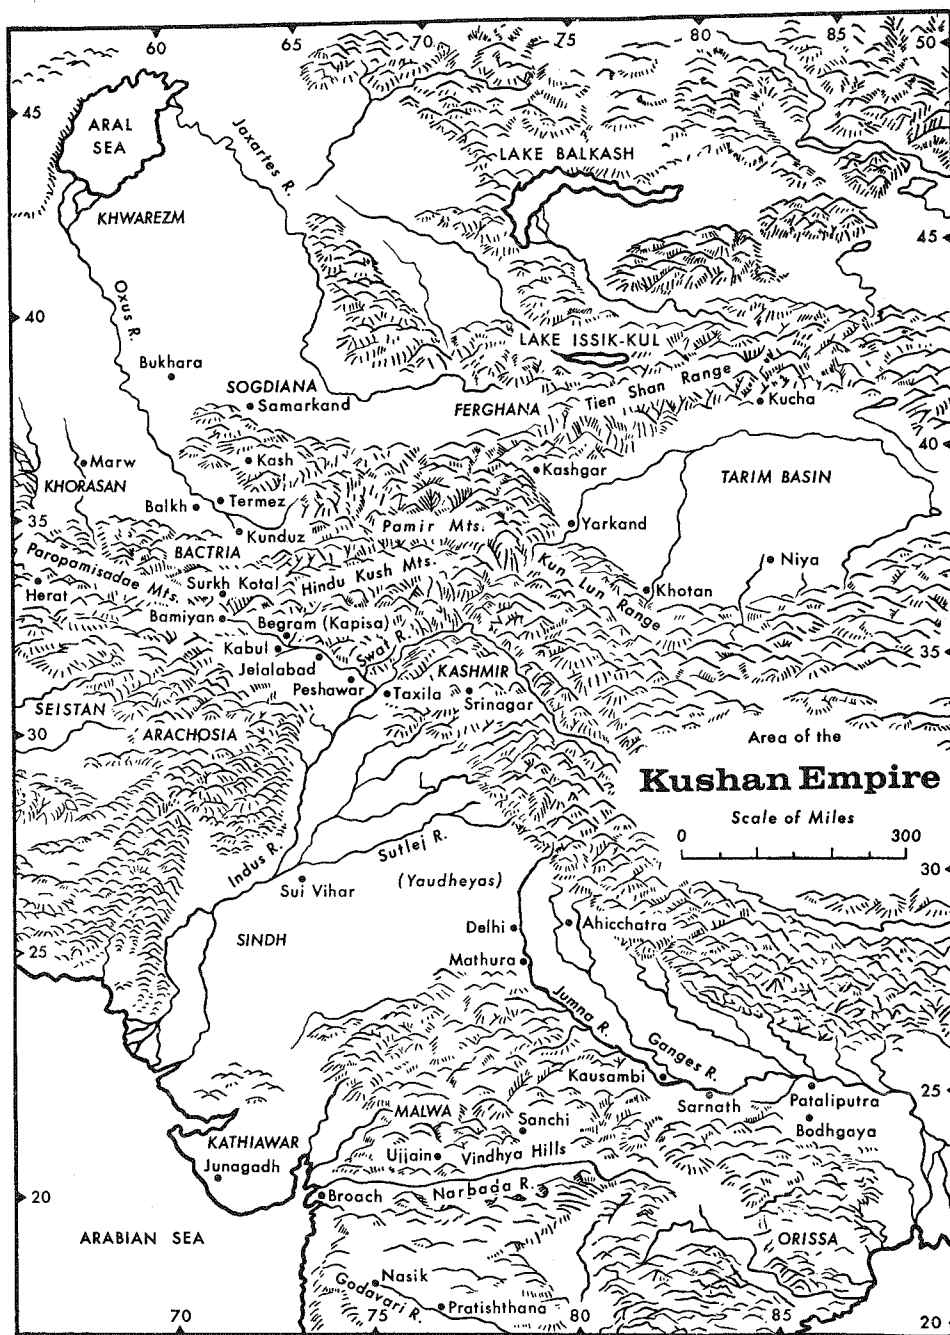 60 65 70 75 80 85 50
45
ARAL
SEA
Jaxartes R.
LAKE BALKASH
KHWAREZM
45
Oxus R.
40
LAKE ISSIK-KUL
Bukhara
Tien Shan Range
SOGDIANA
Samarkand
FERGHANA
Kucha
40
Marw
Kash
Kashgar
KHORASAN
TARIM BASIN
Balkh
Termez
35
Pamir Mts.
Yarkand
Kunduz
BACTRIA
Paropamisadae Mts.
Hindu Kush Mts.
Kun Lun Range
Niya
Surkh Kotal
Herat
Khotan
Bamiyan
Begram (Kapisa)
Swat R.
Kabul
35
Jelalabad
KASHMIR
Peshawar
Taxila
Srinagar
SEISTAN
30
ARACHOSIA
Area of the
Kushan Empire
Scale of Miles
0 300
Indus R.
Sutlej R.
30
Sui Vihar
(Yaudheyas)
Delhi
Ahicchatra
SINDH
25
Mathura
Jumna R.
Ganges R.
Kausambi
25
Sarnath
Pataliputra
MALWA
Sanchi
Bodhgaya
KATHIAWAR
Ujjain
Vindhya Hills
Junagadh
20
Broach
Narbada R.
ARABIAN SEA
ORISSA
Nasik
Godavari R.
Pratishthana
70 75 80 85 20